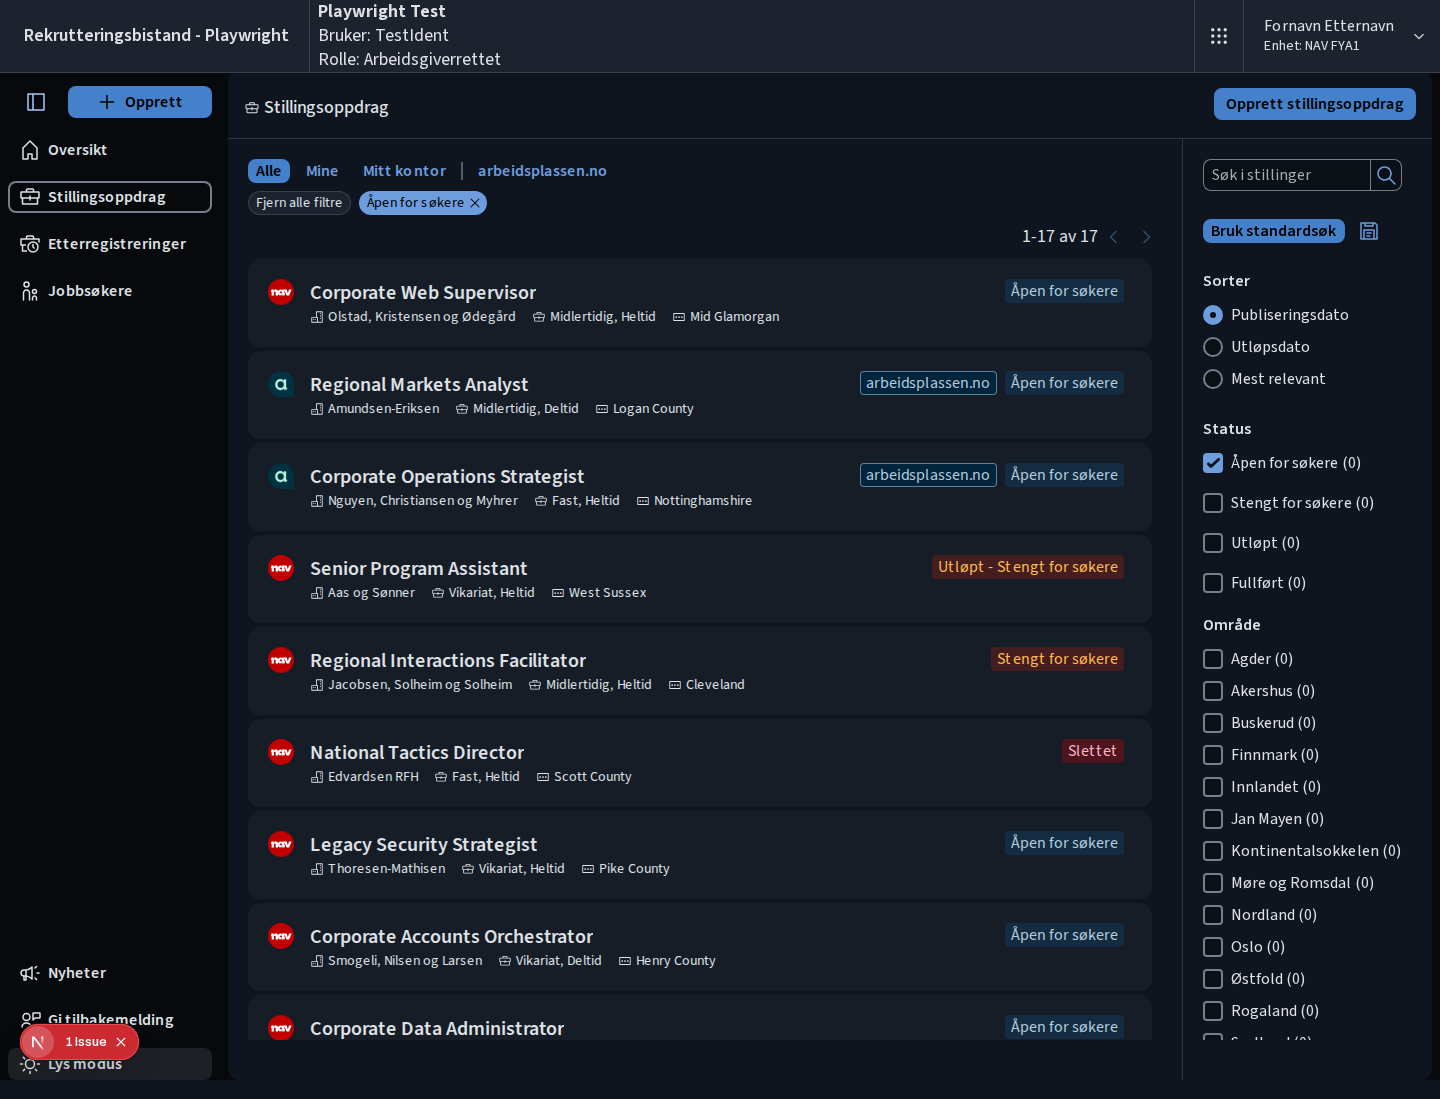 Rekrutteringsbistand - Playwright
Playwright Test
Bruker: TestIdent
Rolle: Arbeidsgiverrettet
Fornavn Etternavn
Enhet: NAV FYA1
Opprett
Oversikt
Stillingsoppdrag
Etterregistreringer
Jobbsøkere
Nyheter
Gi tilbakemelding
1 Issue
Lys modus
Stillingsoppdrag
Opprett stillingsoppdrag
Alle Mine Mitt kontor arbeidsplassen.no
Fjern alle filtre Åpen for søkere
1-17 av 17
nav Corporate Web Supervisor Åpen for søkere
Olstad, Kristensen og Ødegård Midlertidig, Heltid Mid Glamorgan
a Regional Markets Analyst arbeidsplassen.no Åpen for søkere
Amundsen-Eriksen Midlertidig, Deltid Logan County
a Corporate Operations Strategist arbeidsplassen.no Åpen for søkere
Nguyen, Christiansen og Myhrer Fast, Heltid Nottinghamshire
nav Senior Program Assistant Utløpt - Stengt for søkere
Aas og Sønner Vikariat, Heltid West Sussex
nav Regional Interactions Facilitator Stengt for søkere
Jacobsen, Solheim og Solheim Midlertidig, Heltid Cleveland
nav National Tactics Director Slettet
Edvardsen RFH Fast, Heltid Scott County
nav Legacy Security Strategist Åpen for søkere
Thoresen-Mathisen Vikariat, Heltid Pike County
nav Corporate Accounts Orchestrator Åpen for søkere
Smogeli, Nilsen og Larsen Vikariat, Deltid Henry County
nav Corporate Data Administrator Åpen for søkere
Søk i stillinger
Bruk standardsøk
Sorter
Publiseringsdato
Utløpsdato
Mest relevant
Status
Åpen for søkere (0)
Stengt for søkere (0)
Utløpt (0)
Fullført (0)
Område
Agder (0)
Akershus (0)
Buskerud (0)
Finnmark (0)
Innlandet (0)
Jan Mayen (0)
Kontinentalsokkelen (0)
Møre og Romsdal (0)
Nordland (0)
Oslo (0)
Østfold (0)
Rogaland (0)